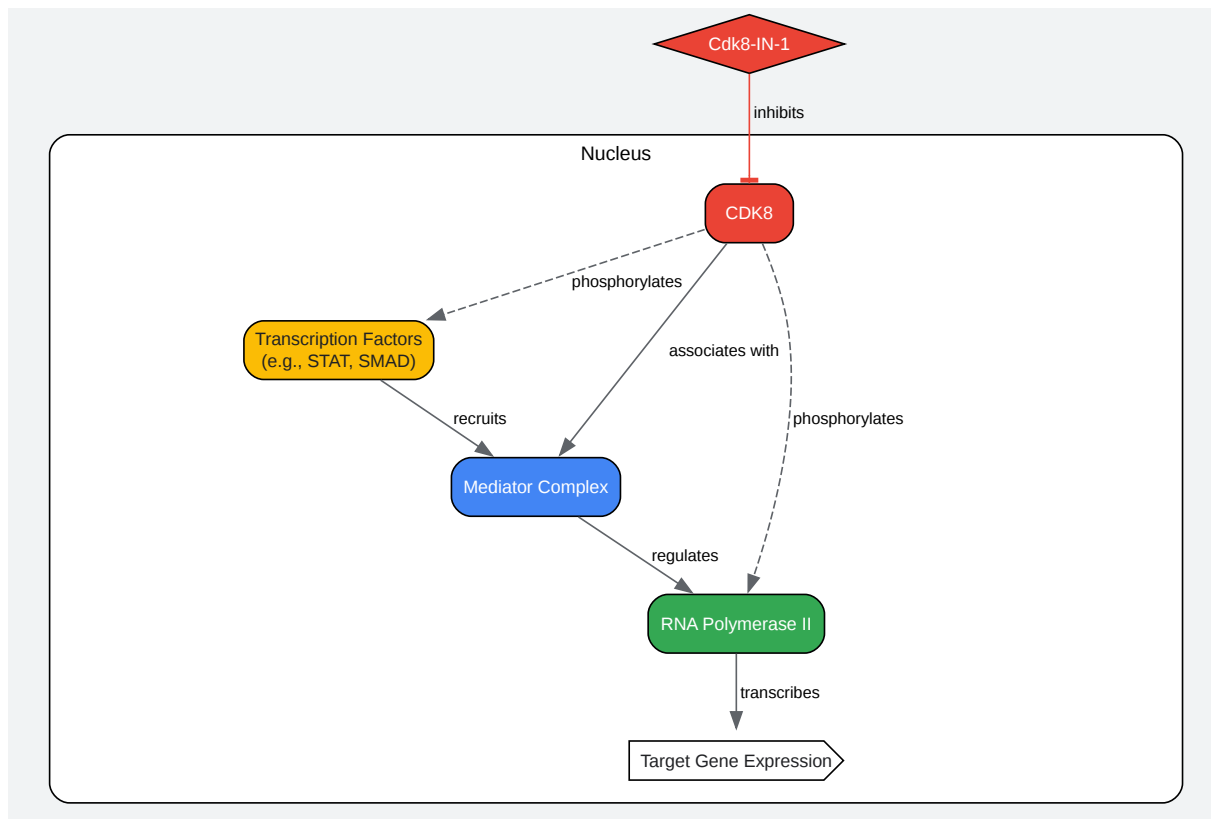 Cdk8-IN-1
inhibits
Nucleus
CDK8
phosphorylates
Transcription Factors
(e.g., STAT, SMAD)
associates with
recruits
phosphorylates
Mediator Complex
regulates
RNA Polymerase II
transcribes
Target Gene Expression